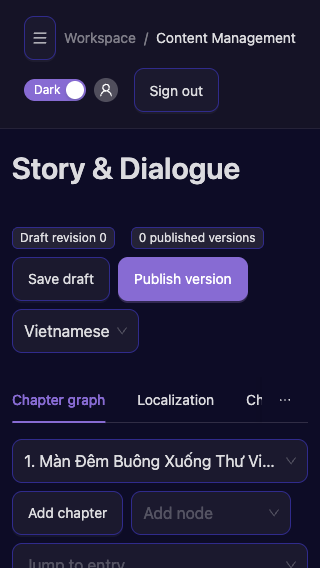 Workspace / Content Management
Dark
Sign out
Story & Dialogue
Draft revision 0
0 published versions
Save draft
Publish version
Vietnamese
Chapter graph
Localization
Ch
...
1. Màn Đêm Buông Xuống Thư Vi...
Add chapter
Add node
Jump to entry